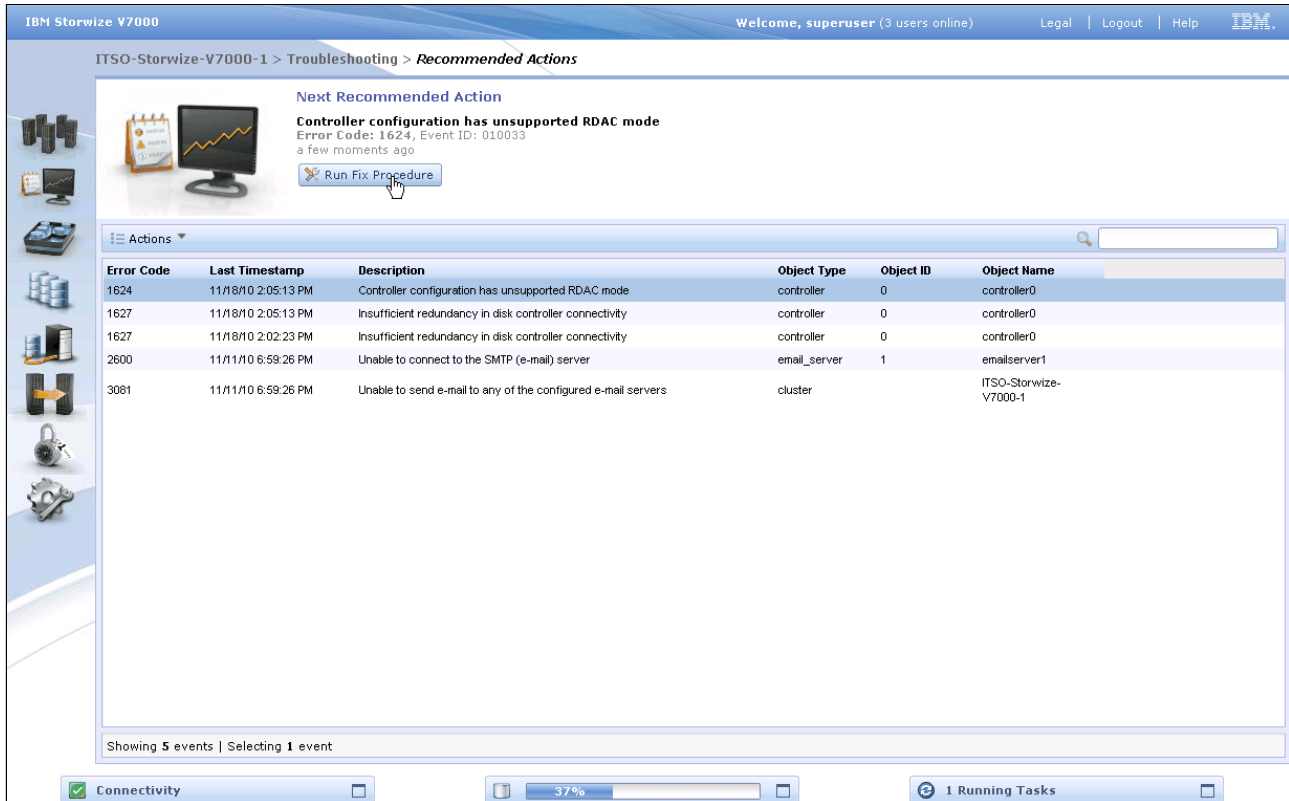 IBM Storwize V7000
Welcome, superuser (3 users online)
Legal | Logout | Help
IBM.
ITSO-Storwize-V7000-1 > Troubleshooting > Recommended Actions
Next Recommended Action
Controller configuration has unsupported RDAC mode
Error Code: 1624, Event ID: 010033
a few moments ago
Run Fix Procedure
Actions
Error Code Last Timestamp Description Object Type Object ID Object Name
1624 11/18/10 2:05:13 PM Controller configuration has unsupported RDAC mode controller 0 controller0
1627 11/18/10 2:05:13 PM Insufficient redundancy in disk controller connectivity controller 0 controller0
1627 11/18/10 2:02:23 PM Insufficient redundancy in disk controller connectivity controller 0 controller0
2600 11/11/10 6:59:26 PM Unable to connect to the SMTP (e-mail) server email_server 1 emailserver1
3081 11/11/10 6:59:26 PM Unable to send e-mail to any of the configured e-mail servers cluster ITSO-Storwize-
V7000-1
Showing 5 events | Selecting 1 event
Connectivity
37%
1 Running Tasks